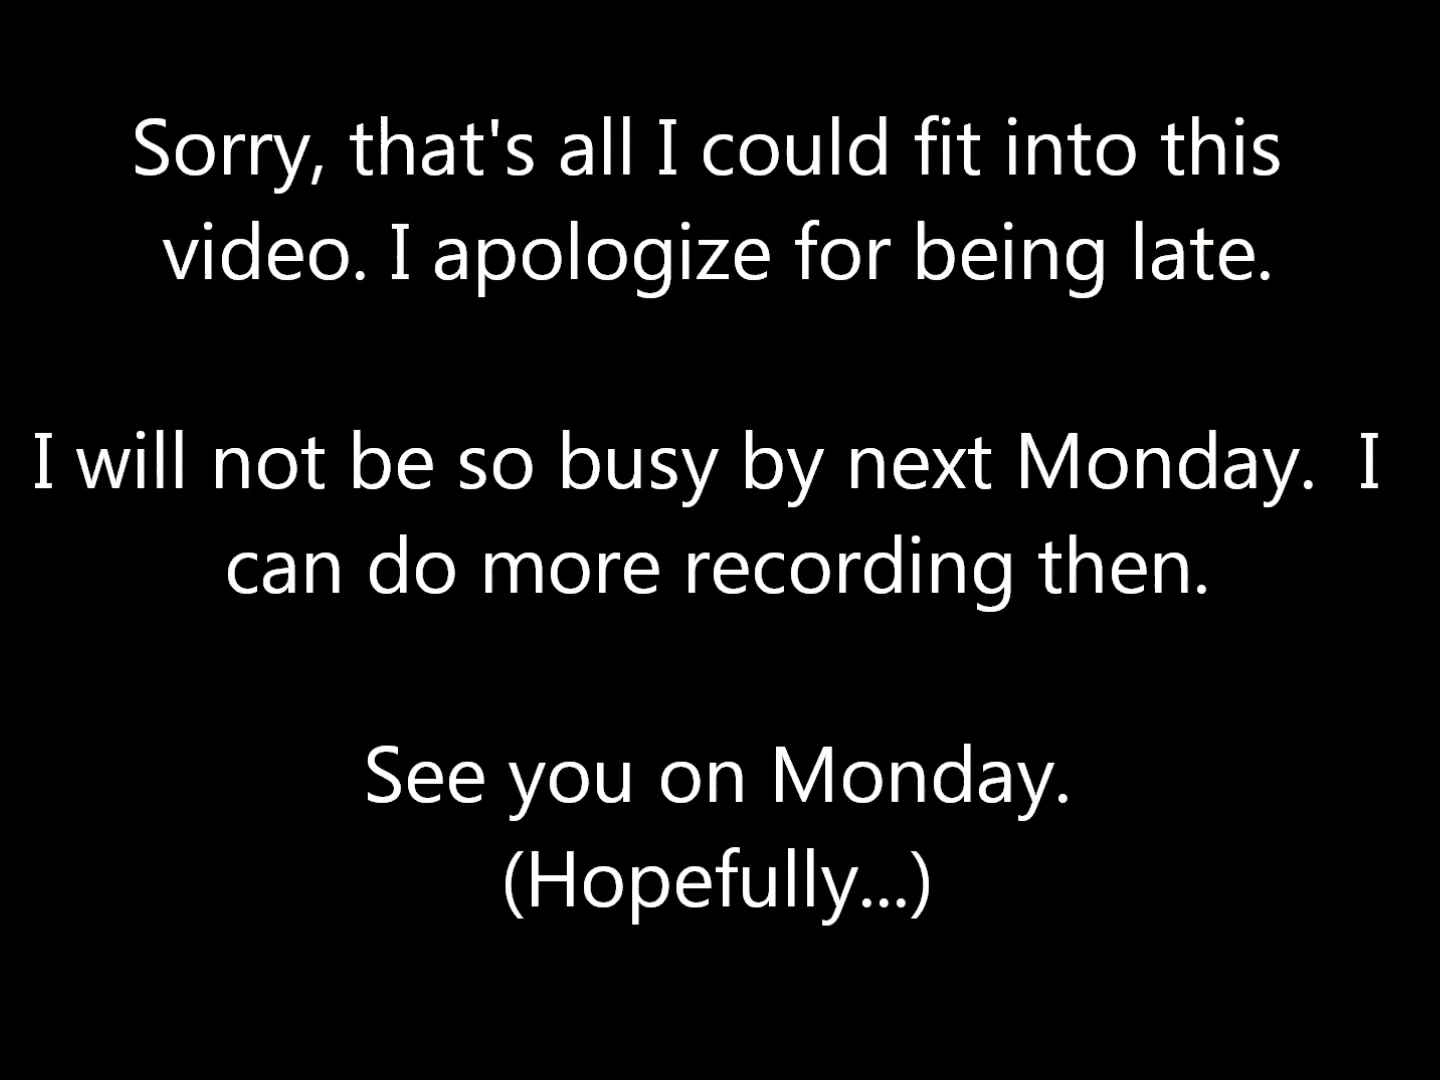 Sorry, that's all I could fit into this
video. I apologize for being late.
I will not be so busy by next Monday.  I
can do more recording then.
See you on Monday.
(Hopefully...)